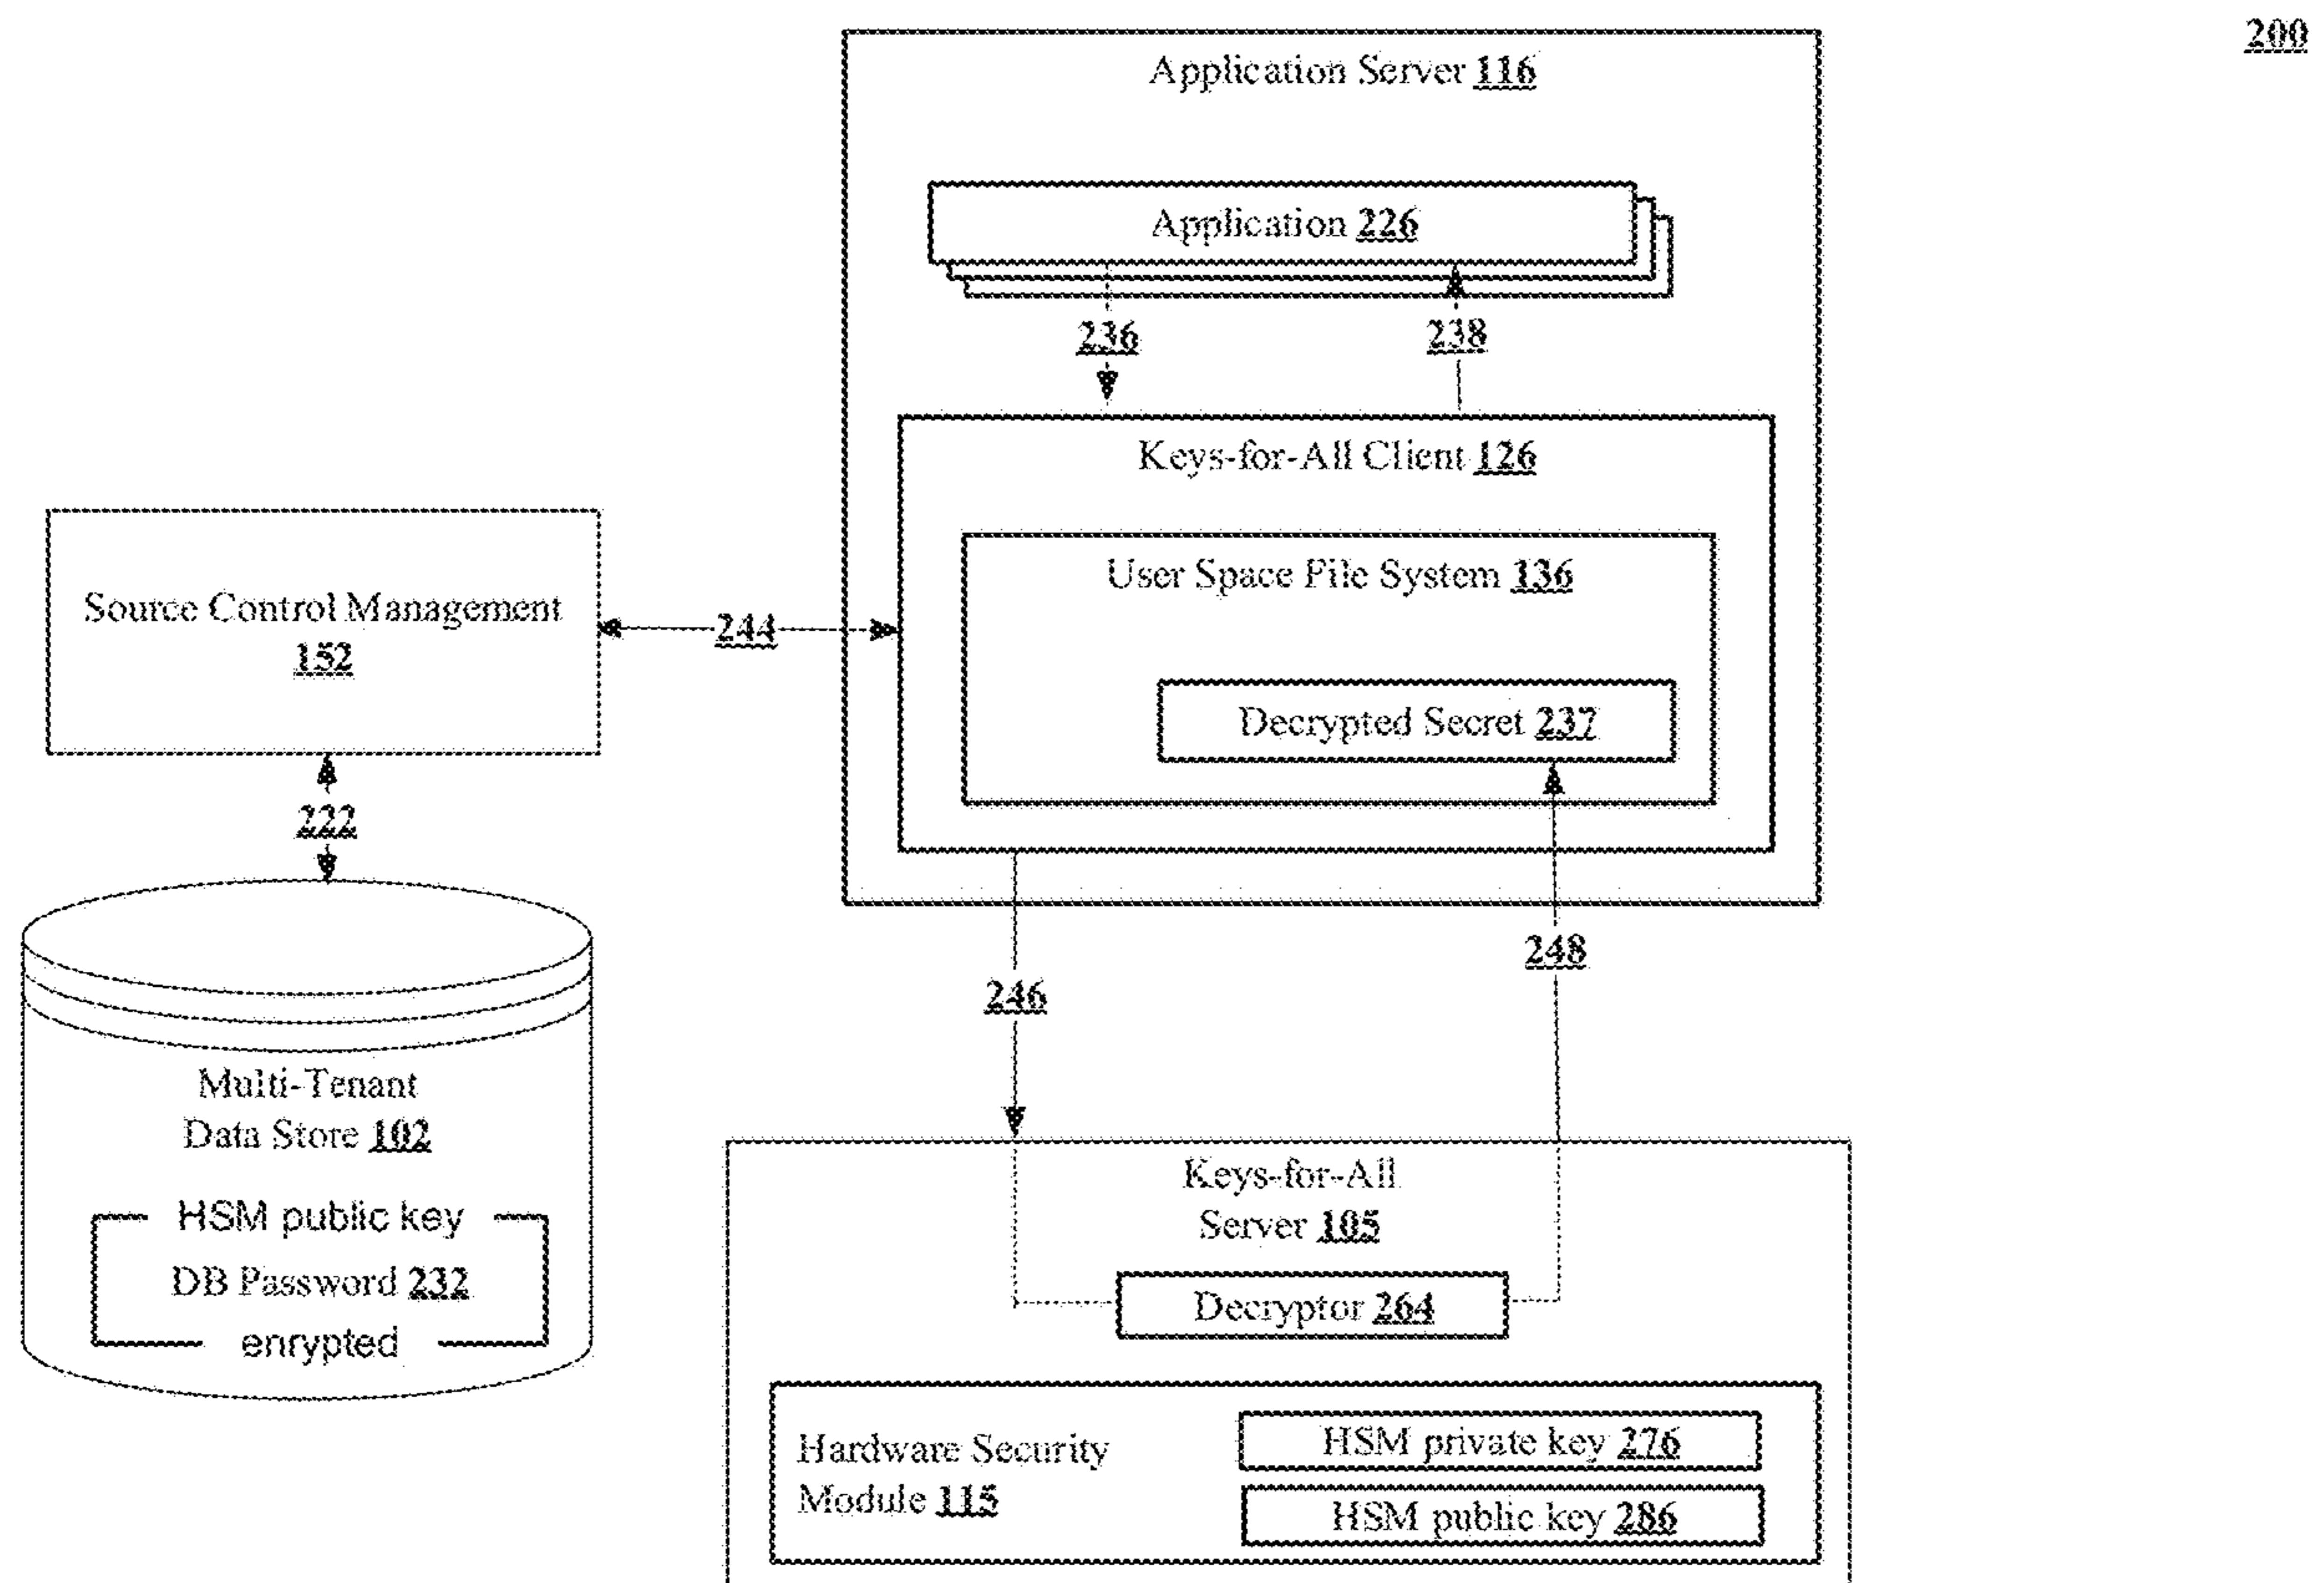 200
Application Server 116
Application 226
236
238
Keys-for-All Client 126
User Space File System 136
Source Control Management
152
244
Decrypted Secret 237
222
248
246
Multi-Tenant
Data Store 102
HSM public key
DB Password 232
enrypted
Keys-for-All
Server 105
Decryptor 264
Hardware Security
Module 115
HSM private key 276
HSM public key 286